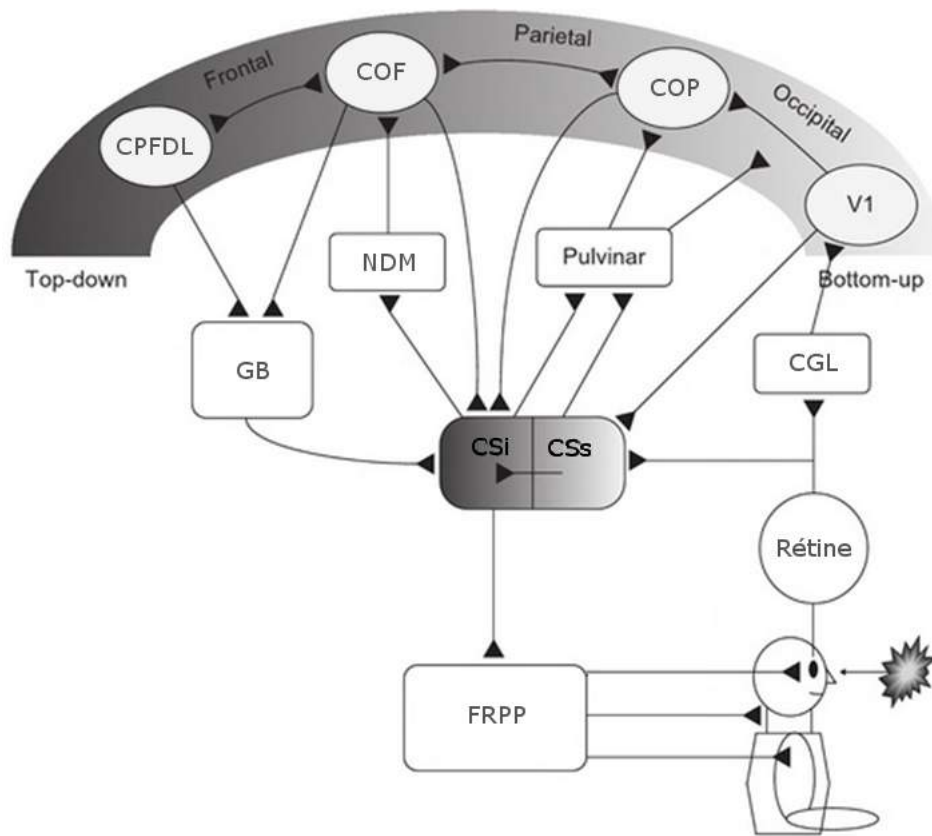 Parietal
Frontal
COF
COP
Occipital
CPFDL
V1
NDM
Pulvinar
Top-down
Bottom-up
GB
CGL
CSi
CSs
Rétine
FRPP